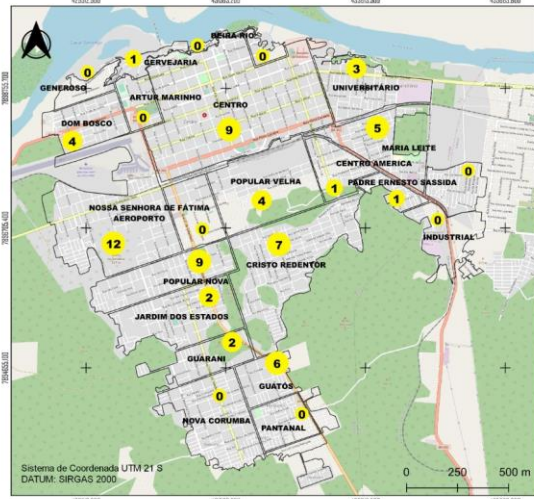 BEIRA RIO
0
0
1
CERVEJARIA
0
GENEROSO
3
UNIVERSITÁRIO
ARTUR MARINHO
CENTRO
0
DOM BOSCO
4
9
5
MARIA LEITE
CENTRO AMERICA
0
POPULAR VELHA
PADRE ERNESTO SASSIDA
1
1
4
NOSSA SENHORA DE FÁTIMA
AEROPORTO
0
0
INDUSTRIAL
12
7
CRISTO REDENTOR
9
POPULAR NOVA
2
JARDIM DOS ESTADOS
2
GUARANI
6
GUATÓS
0
NOVA CORUMBA
0
PANTANAL
Sistema de Coordenada UTM 21 S
DATUM: SIRGAS 2000
0 250 500 m